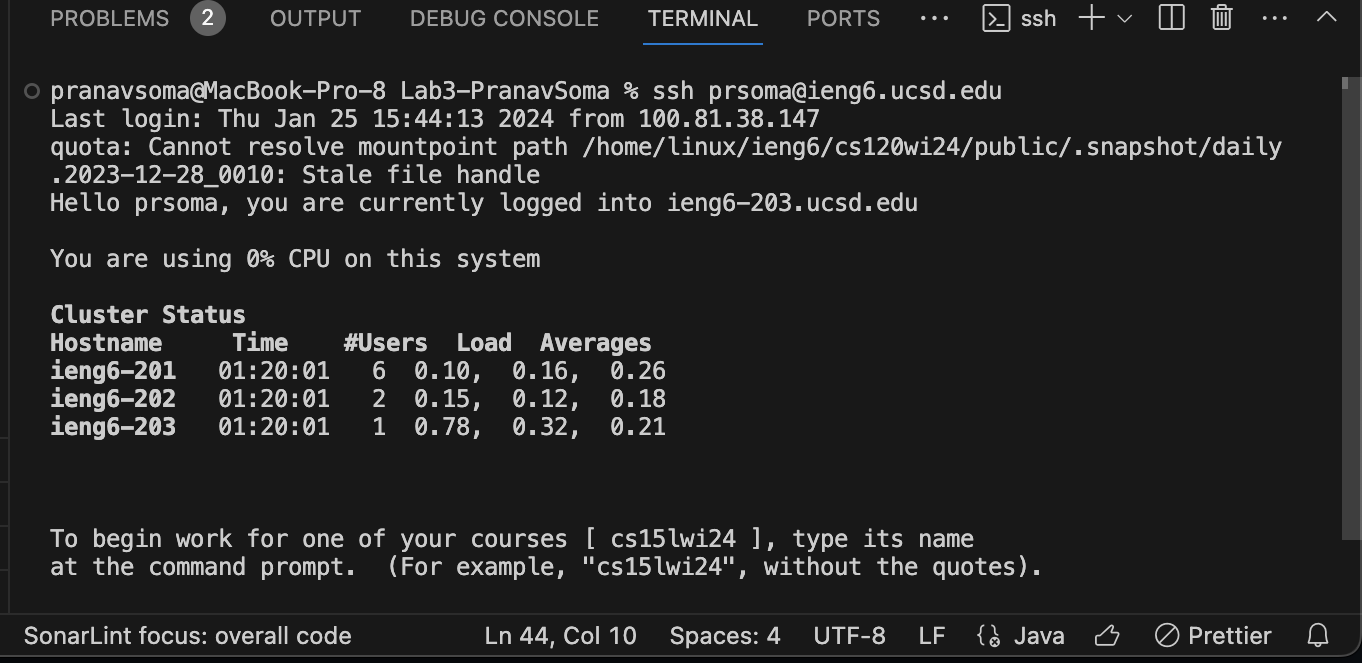 PROBLEMS 2 OUTPUT DEBUG CONSOLE TERMINAL PORTS ··· ssh ···
pranavsoma@MacBook-Pro-8 Lab3-PranavSoma % ssh prsoma@ieng6.ucsd.edu
Last login: Thu Jan 25 15:44:13 2024 from 100.81.38.147
quota: Cannot resolve mountpoint path /home/linux/ieng6/cs120wi24/public/.snapshot/daily
.2023-12-28_0010: Stale file handle
Hello prsoma, you are currently logged into ieng6-203.ucsd.edu
You are using 0% CPU on this system
Cluster Status
Hostname Time #Users Load Averages
ieng6-201 01:20:01 6 0.10, 0.16, 0.26
ieng6-202 01:20:01 2 0.15, 0.12, 0.18
ieng6-203 01:20:01 1 0.78, 0.32, 0.21
To begin work for one of your courses [ cs15lwi24 ], type its name
at the command prompt. (For example, "cs15lwi24", without the quotes).
SonarLint focus: overall code Ln 44, Col 10 Spaces: 4 UTF-8 LF Java Prettier